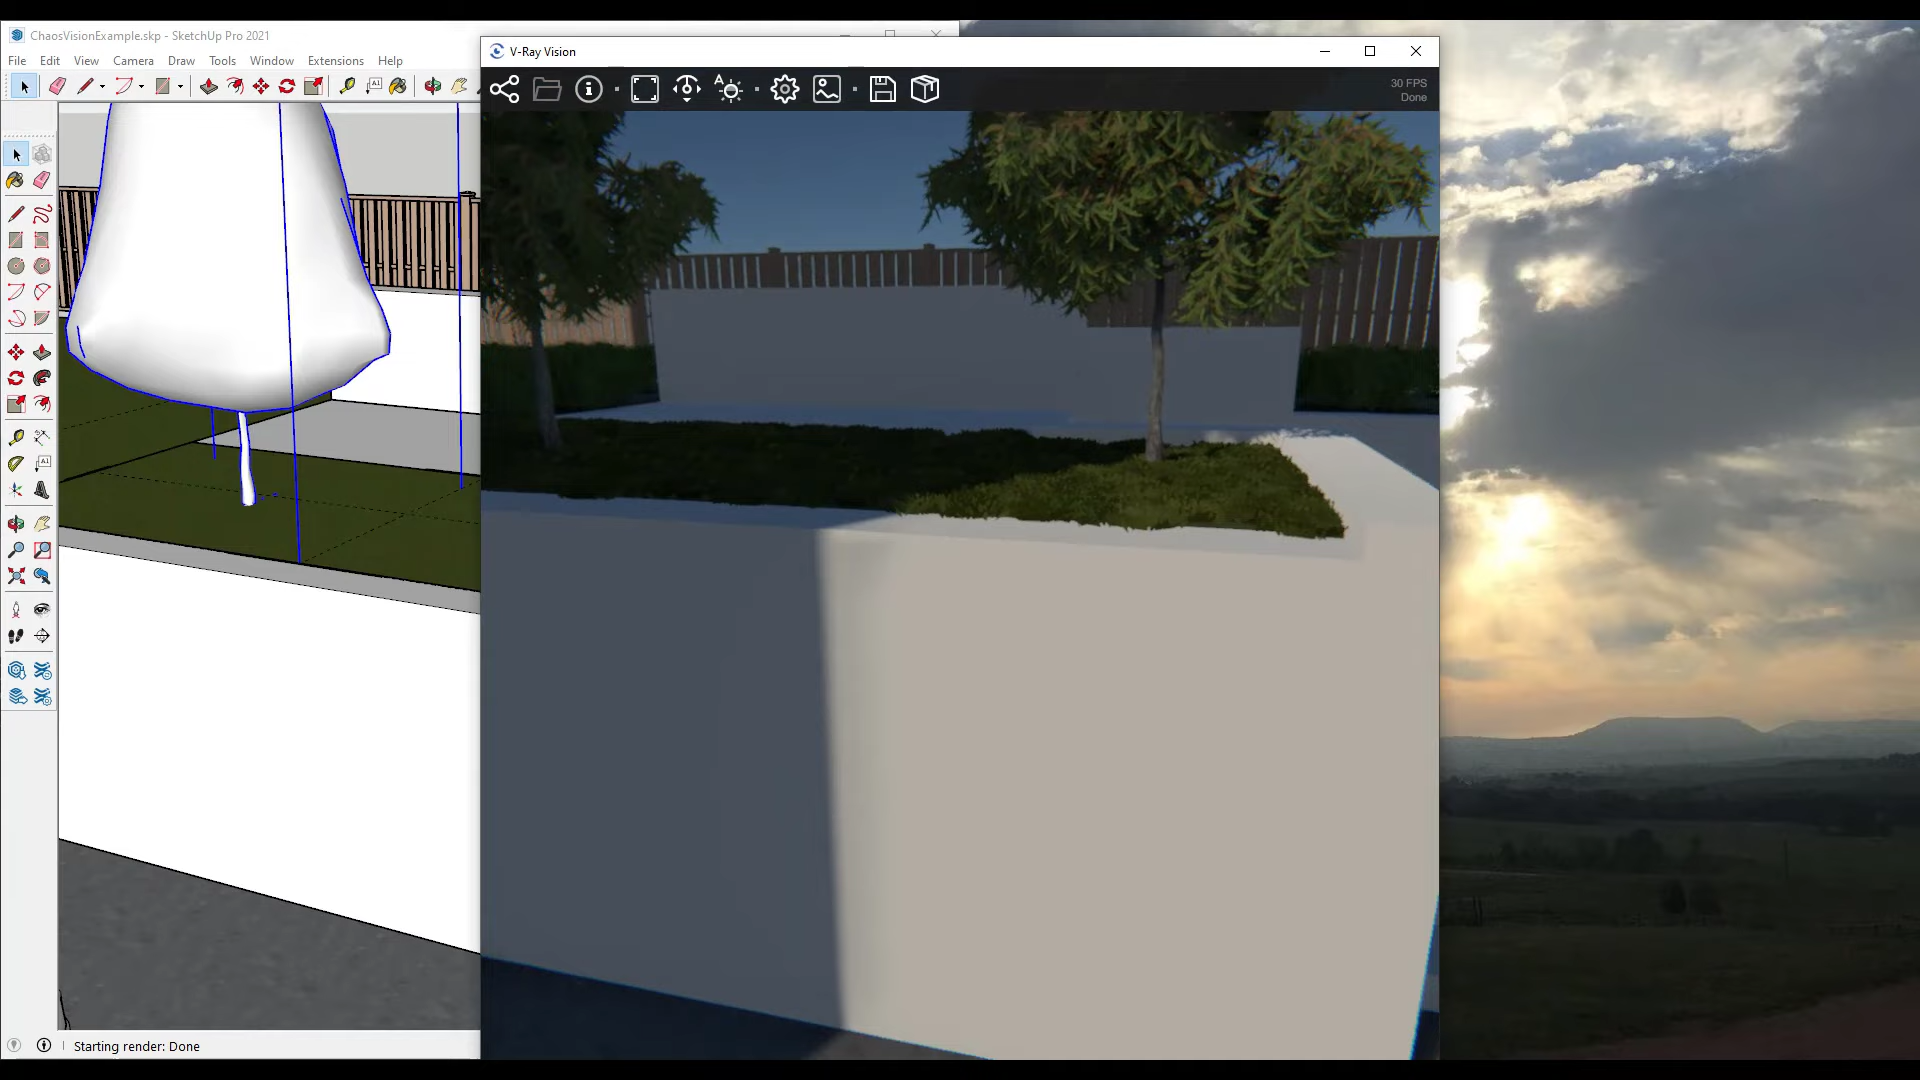 ChaosVisionExample.skp - SketchUp Pro 2021
File Edit View Camera Draw Tools Window Extensions Help
V-Ray Vision
30 FPS
Done
Starting render: Done